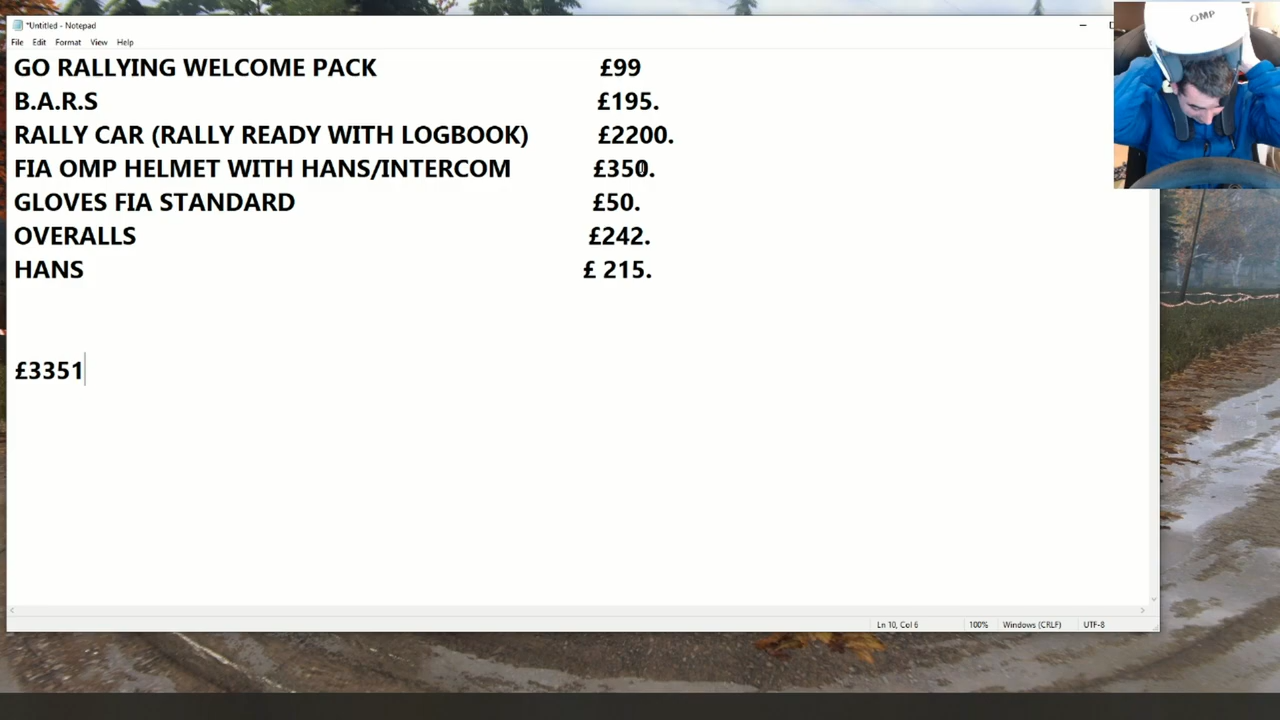 *Untitled - Notepad
File Edit Format View Help
GO RALLYING WELCOME PACK £99
B.A.R.S £195.
RALLY CAR (RALLY READY WITH LOGBOOK) £2200.
FIA OMP HELMET WITH HANS/INTERCOM £350.
GLOVES FIA STANDARD £50.
OVERALLS £242.
HANS £ 215.
£3351
Ln 10, Col 6 100% Windows (CRLF) UTF-8
OMP